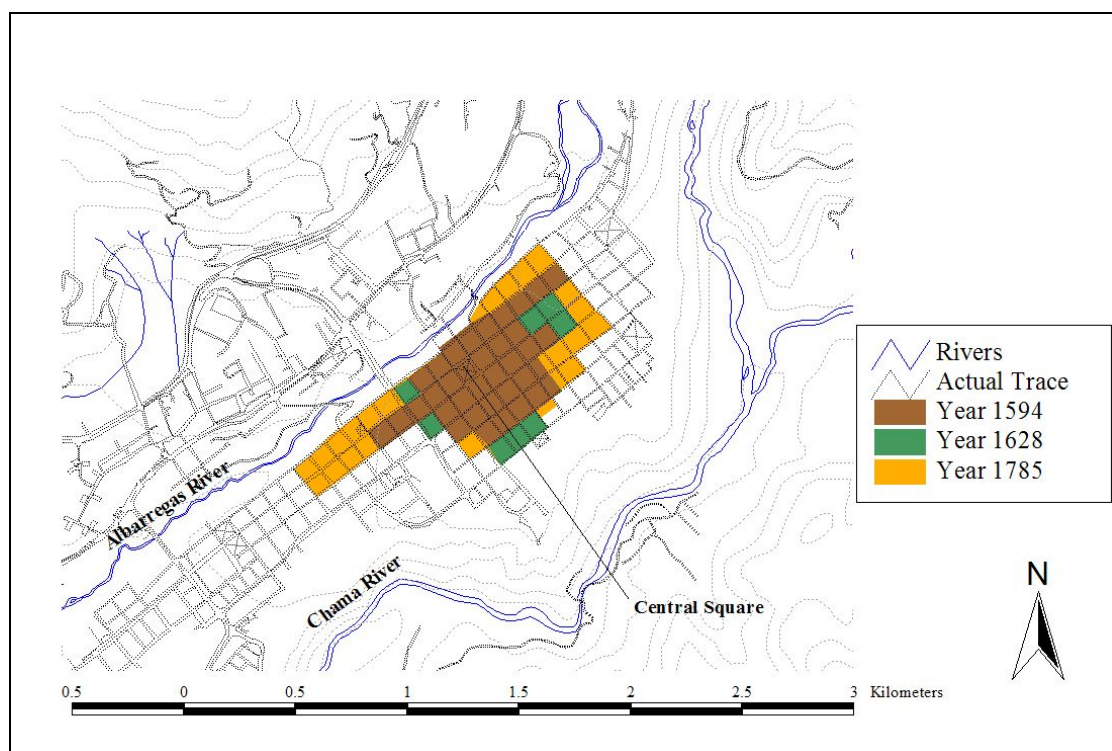 Rivers
Actual Trace
Year 1594
Year 1628
Year 1785
Albarregas River
Chama River
Central Square
N
0.5 0 0.5 1 1.5 2 2.5 3 Kilometers